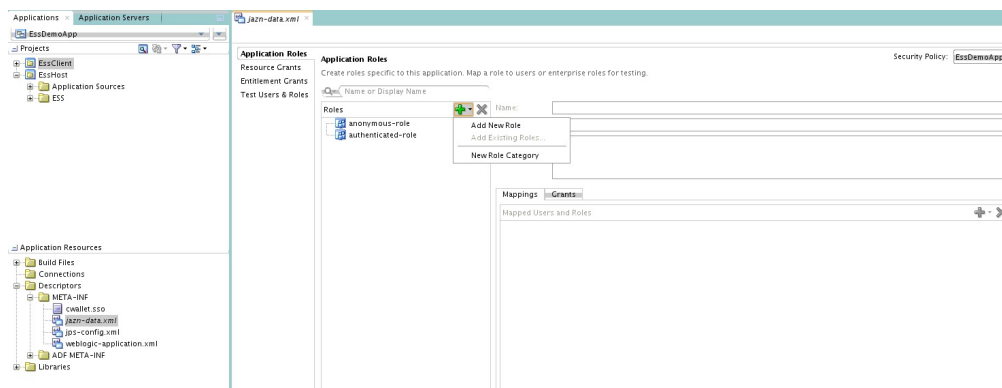 Applications
Application Servers
EssDemoApp
Projects
EssClient
EssHost
Application Sources
ESS
Application Resources
Build Files
Connections
Descriptors
META-INF
cwallet.sso
jazn-data.xml
jps-config.xml
weblogic-application.xml
ADF META-INF
Libraries
jazn-data.xml
Application Roles
Resource Grants
Entitlement Grants
Test Users & Roles
Application Roles
Security Policy: EssDemoApp
Create roles specific to this application. Map a role to users or enterprise roles for testing.
Name or Display Name
Roles
anonymous-role
authenticated-role
Add New Role
Add Existing Roles...
New Role Category
Name:
Mappings
Grants
Mapped Users and Roles